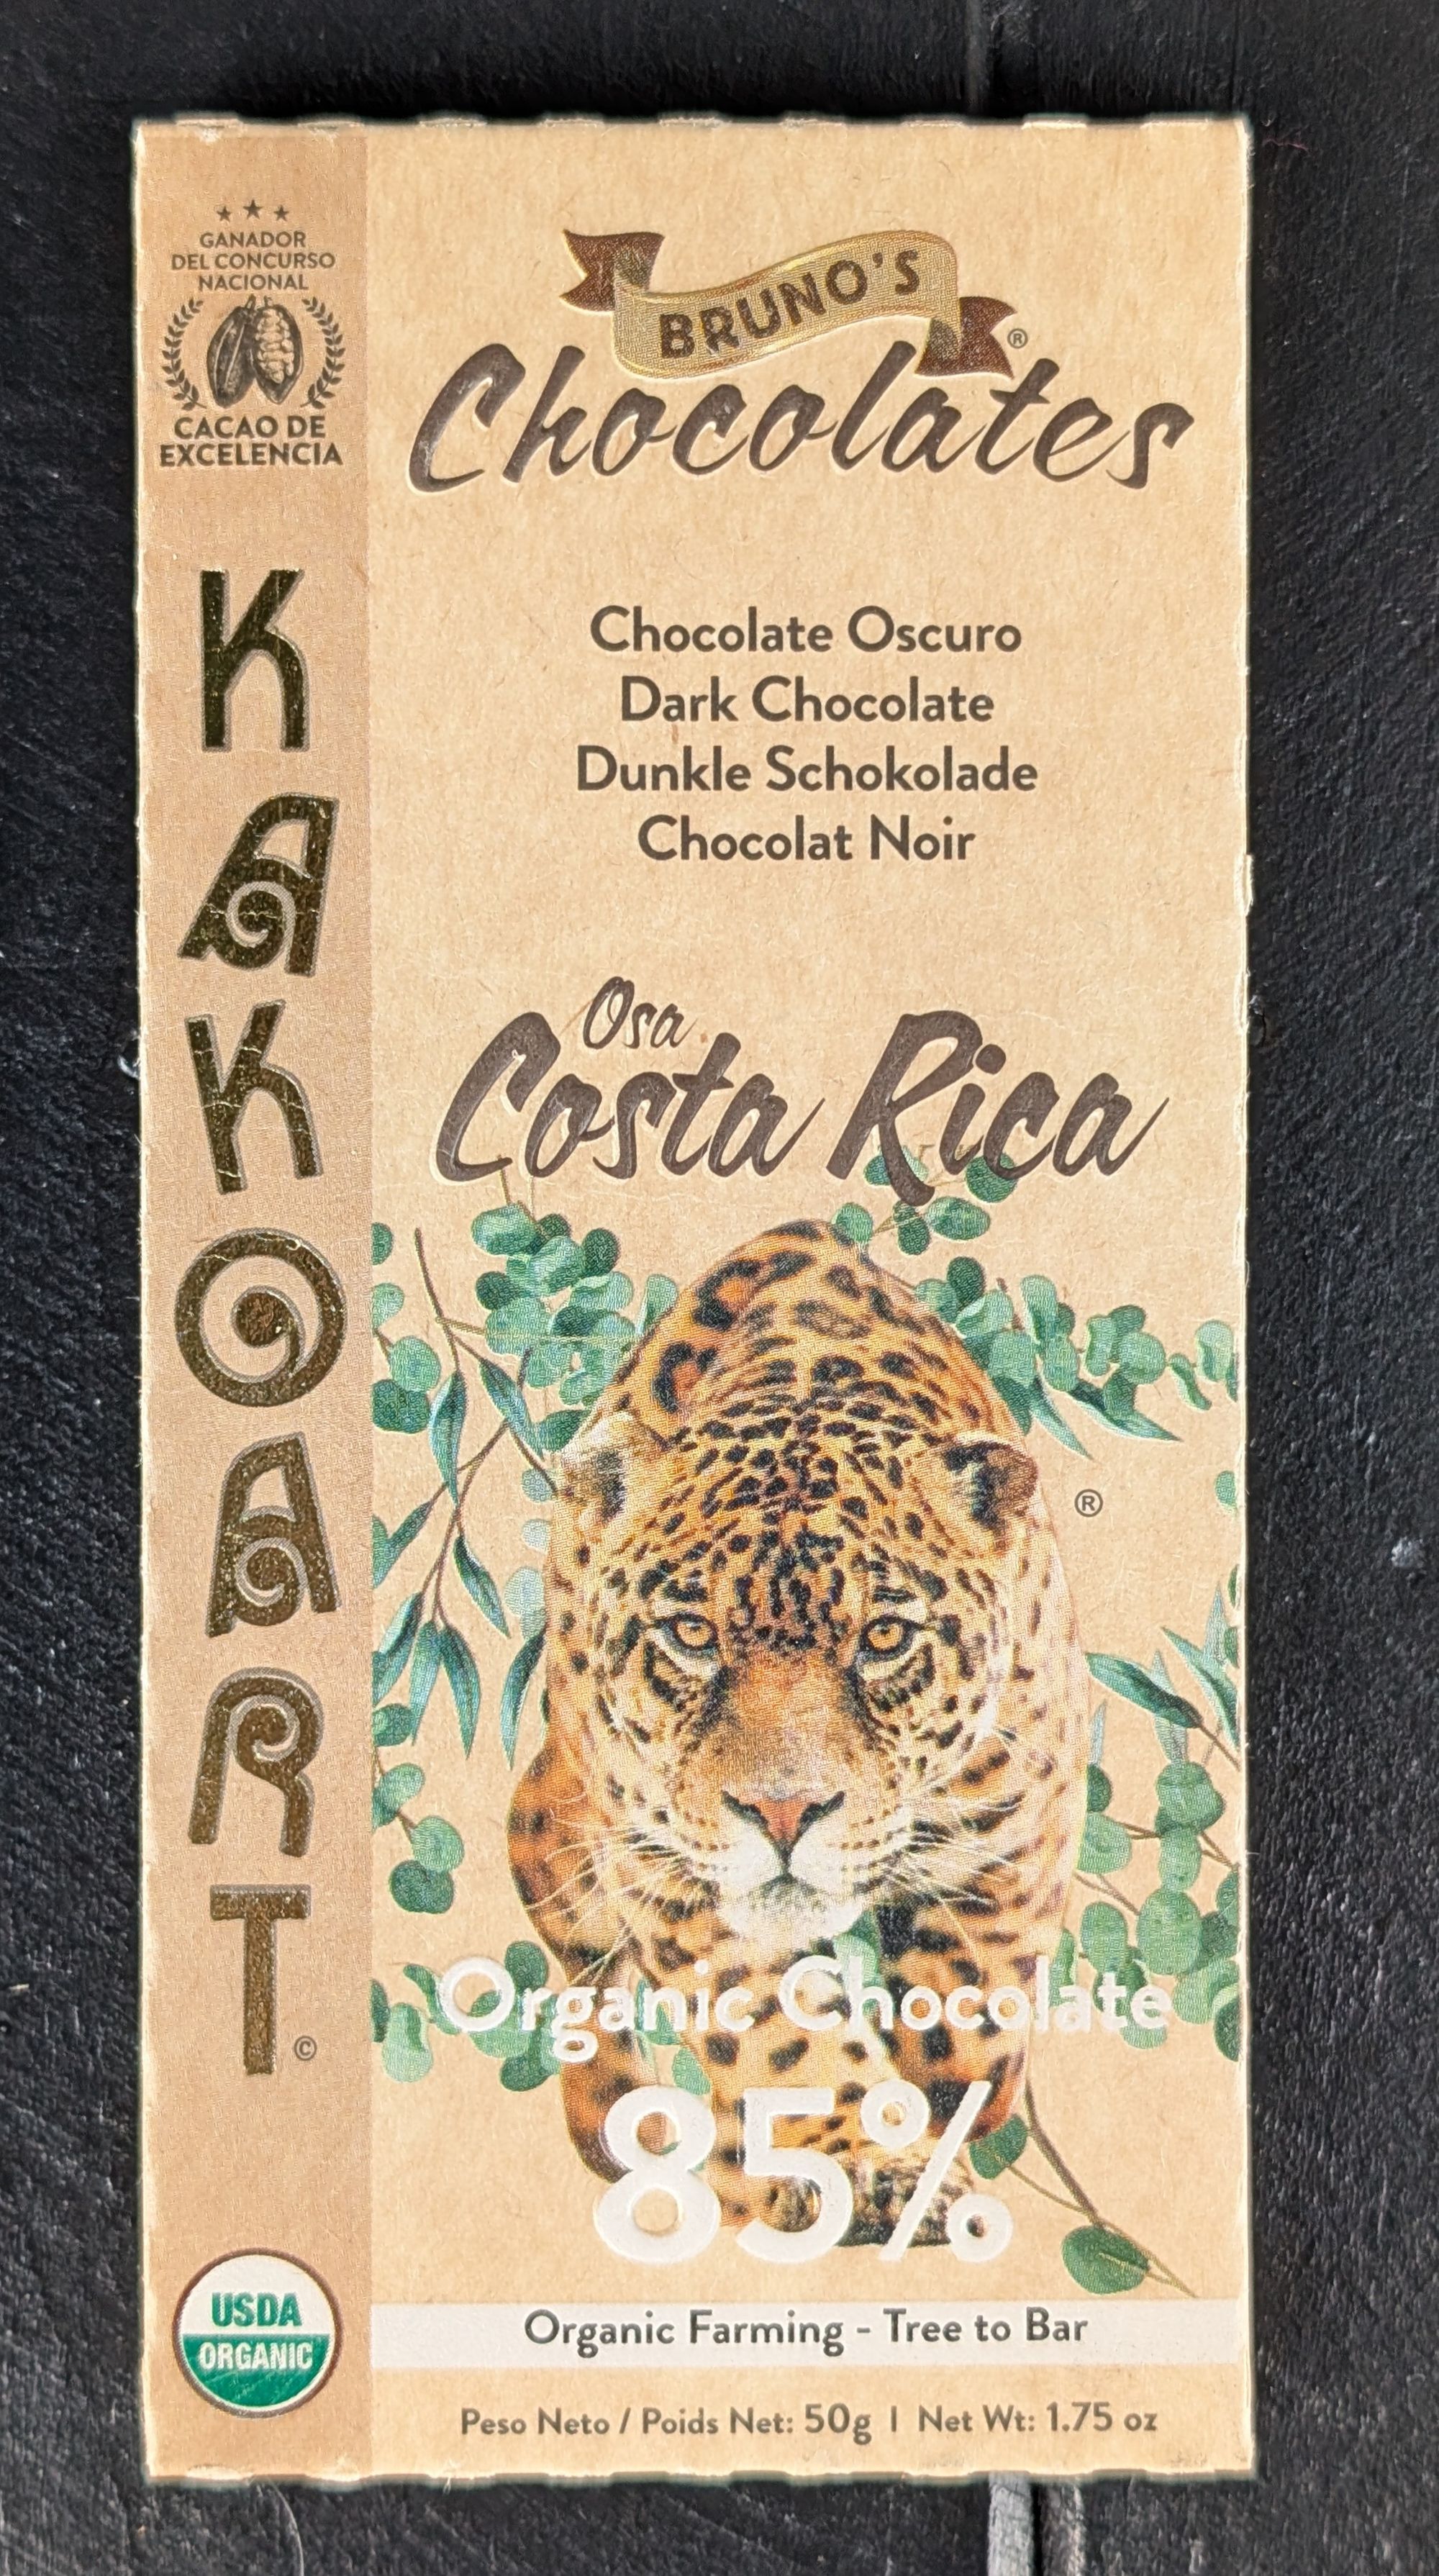 ★★★
GANADOR
DEL CONCURSO
NACIONAL
CACAO DE
EXCELENCIA
KAKOART©
USDA
ORGANIC
BRUNO'S
Chocolates®
Chocolate Oscuro
Dark Chocolate
Dunkle Schokolade
Chocolat Noir
Osa
Costa Rica
®
Organic Chocolate
85%
Organic Farming - Tree to Bar
Peso Neto / Poids Net: 50g | Net Wt: 1.75 oz